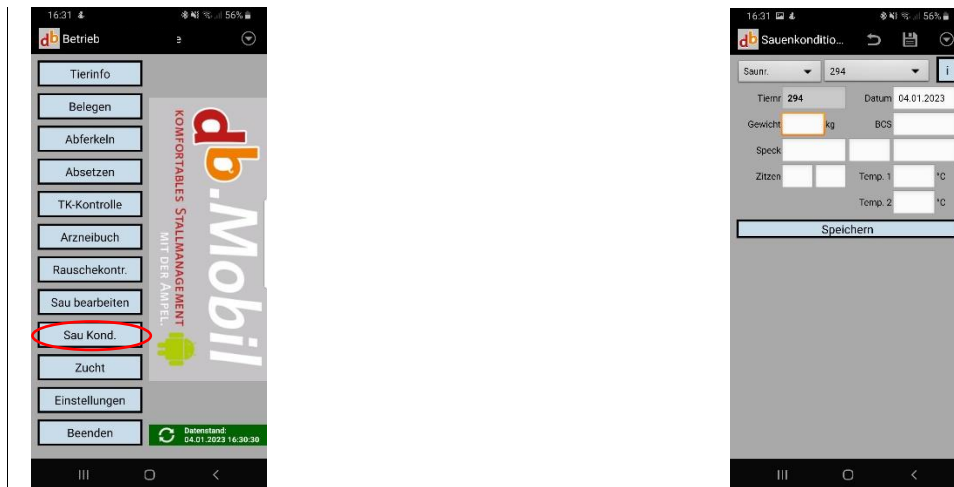 16:31 56%
db Betrieb e
Tierinfo
Belegen
Abferkeln
Absetzen
TK-Kontrolle
Arzneibuch
Rauschekontr.
Sau bearbeiten
Sau Kond.
Zucht
Einstellungen
Beenden
db.Mobil
KOMFORTABLES STALLMANAGEMENT
MIT DER AMPEL.
Datenstand:
04.01.2023 16:30:30
16:31 56%
db Sauenkonditio...
Saunr. 294 i
Tiernr 294 Datum 04.01.2023
Gewicht kg BCS
Speck
Zitzen Temp. 1 °C
Temp. 2 °C
Speichern